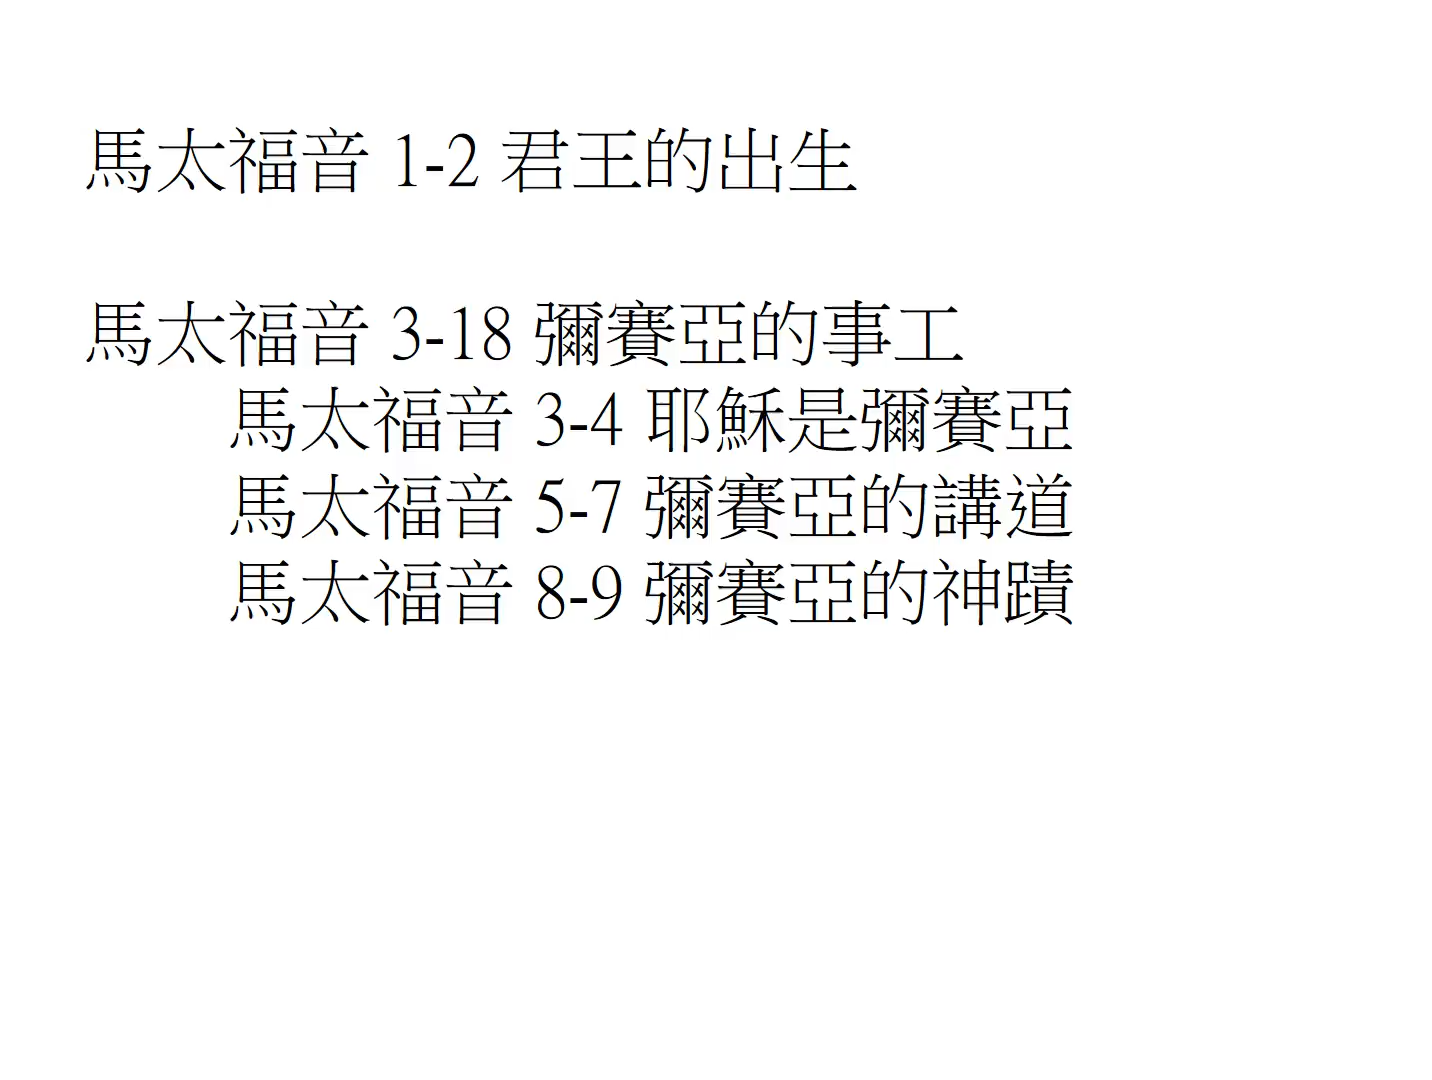 馬太福音 1-2 君王的出生
馬太福音 3-18 彌賽亞的事工
馬太福音 3-4 耶穌是彌賽亞
馬太福音 5-7 彌賽亞的講道
馬太福音 8-9 彌賽亞的神蹟